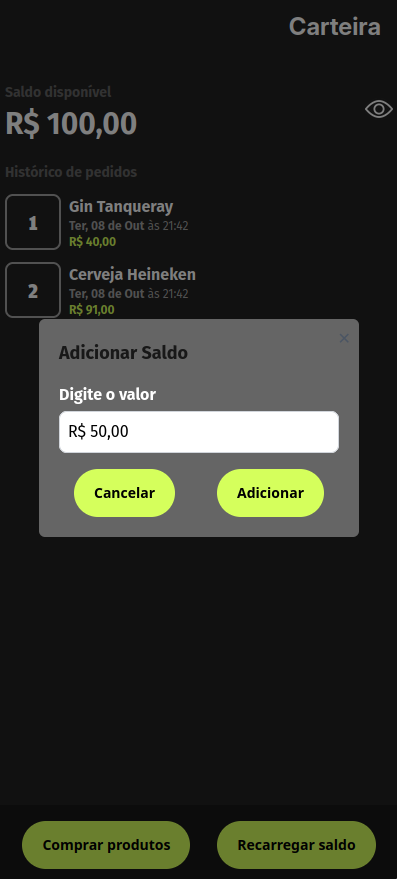 Carteira
Saldo disponível
R$ 100,00
Histórico de pedidos
1
Gin Tanqueray
Ter, 08 de Out às 21:42
R$ 40,00
2
Cerveja Heineken
Ter, 08 de Out às 21:42
R$ 91,00
Adicionar Saldo
Digite o valor
R$ 50,00
Cancelar
Adicionar
Comprar produtos
Recarregar saldo